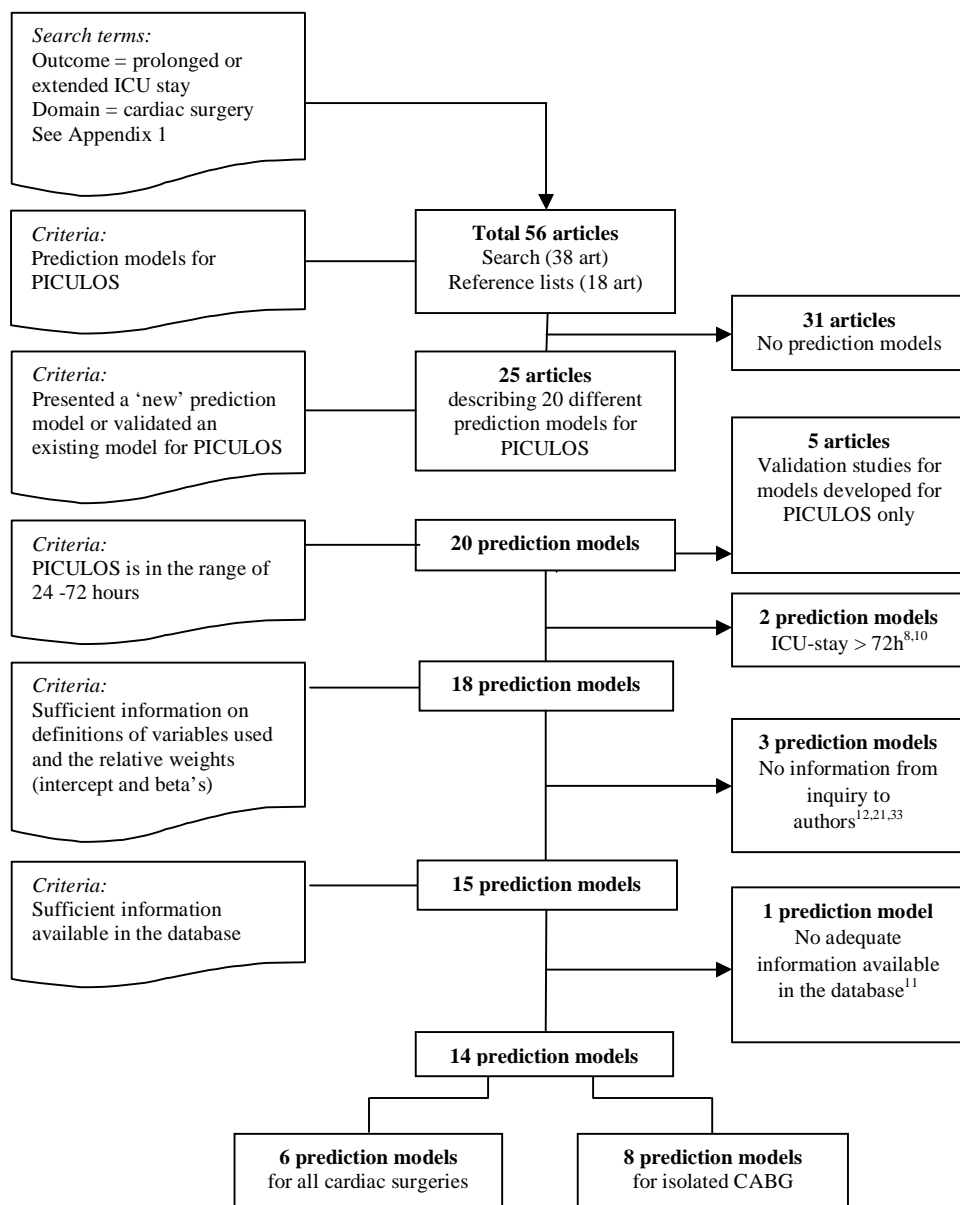 Search terms:
Outcome = prolonged or
extended ICU stay
Domain = cardiac surgery
See Appendix 1
Criteria:
Prediction models for
PICULOS
Total 56 articles
Search (38 art)
Reference lists (18 art)
31 articles
No prediction models
Criteria:
Presented a ‘new’ prediction
model or validated an
existing model for PICULOS
25 articles
describing 20 different
prediction models for
PICULOS
5 articles
Validation studies for
models developed for
PICULOS only
Criteria:
PICULOS is in the range of
24 -72 hours
20 prediction models
2 prediction models
ICU-stay > 72h8,10
Criteria:
Sufficient information on
definitions of variables used
and the relative weights
(intercept and beta’s)
18 prediction models
3 prediction models
No information from
inquiry to
authors12,21,33
Criteria:
Sufficient information
available in the database
15 prediction models
1 prediction model
No adequate
information available
in the database11
14 prediction models
6 prediction models
for all cardiac surgeries
8 prediction models
for isolated CABG